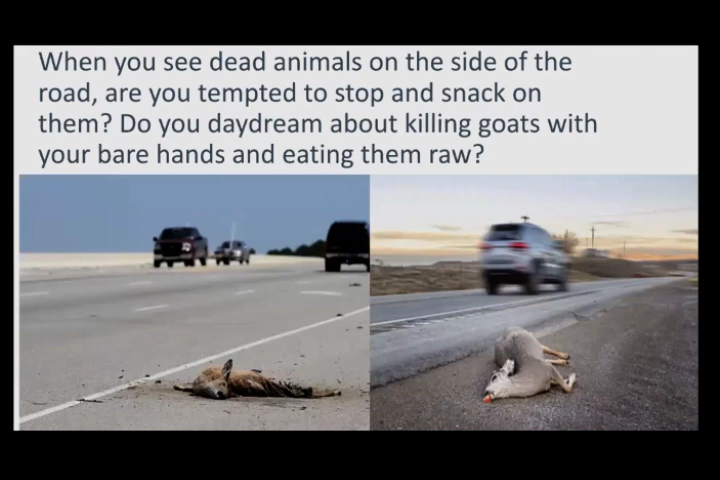 When you see dead animals on the side of the
road, are you tempted to stop and snack on
them? Do you daydream about killing goats with
your bare hands and eating them raw?